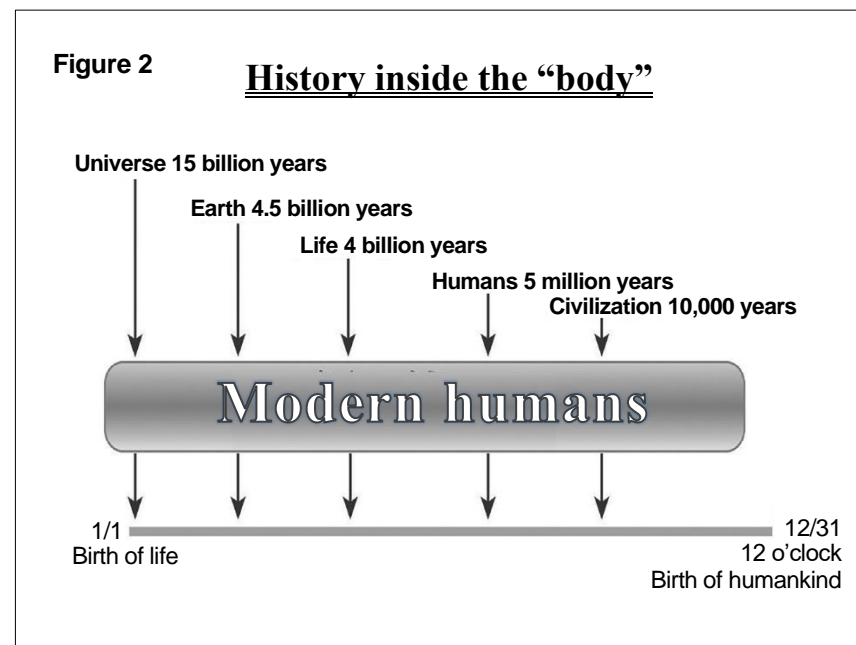 Figure 2
History inside the “body”
Universe 15 billion years
Earth 4.5 billion years
Life 4 billion years
Humans 5 million years
Civilization 10,000 years
Modern humans
1/1
Birth of life
12/31
12 o’clock
Birth of humankind